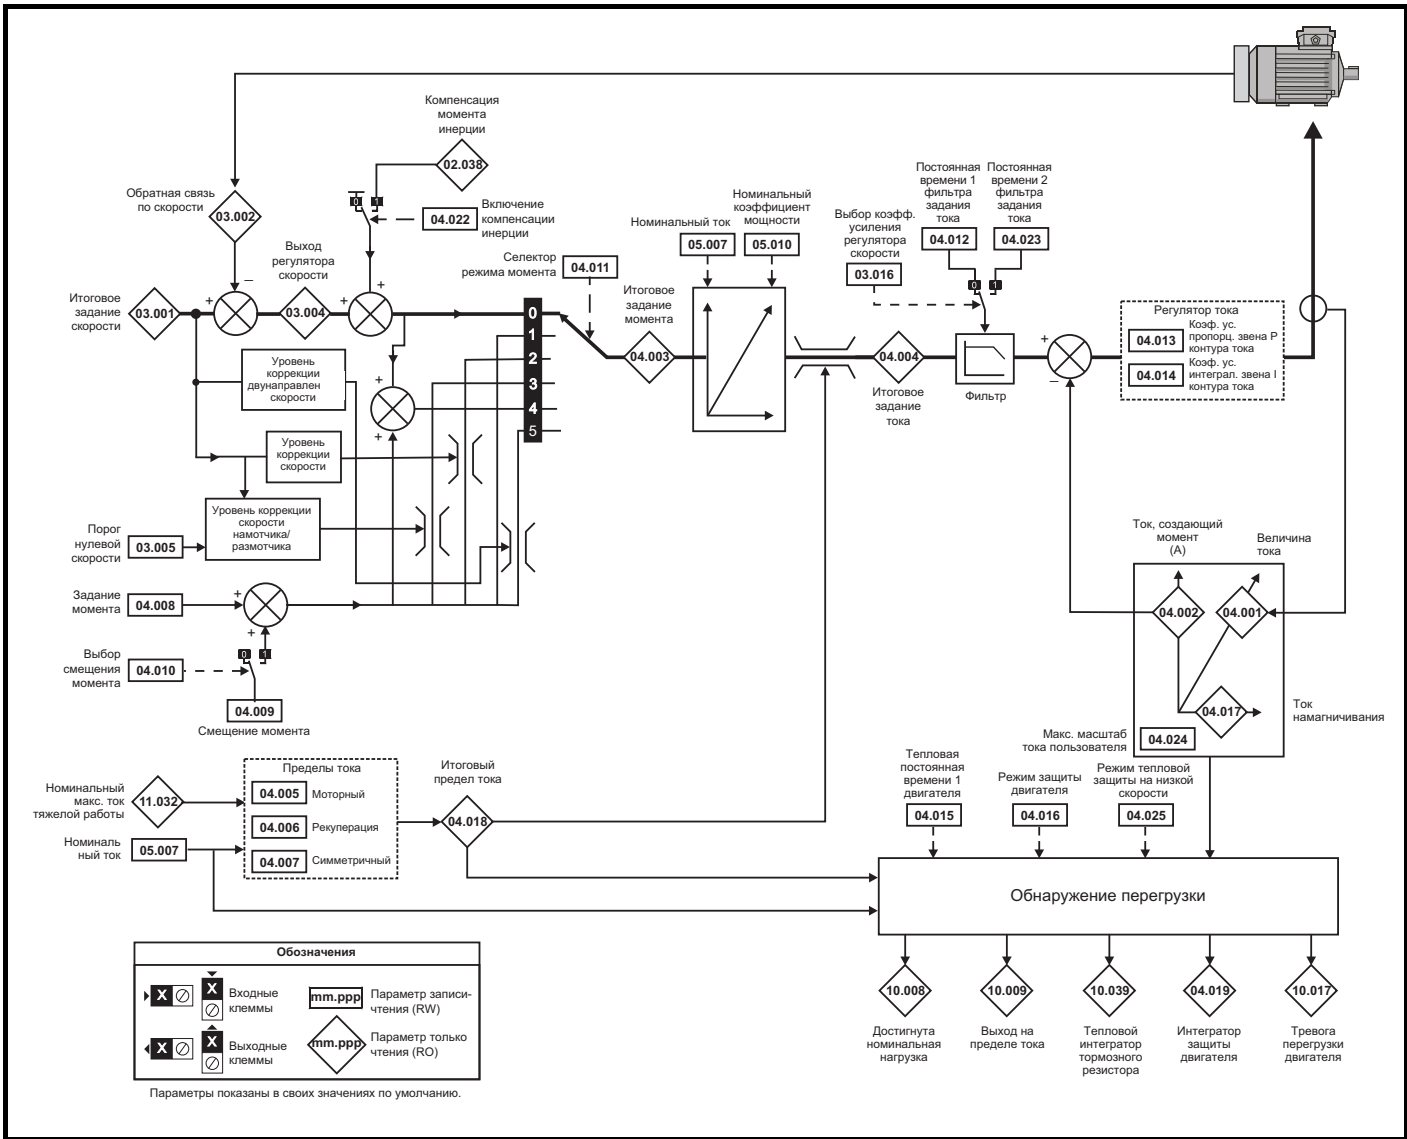 Компенсация
момента
инерции
02.038
Обратная связь
по скорости
03.002
0 1
04.022
Включение
компенсации
инерции
Выход
регулятора
скорости
Итоговое
задание
скорости
03.001
+
−
03.004
+
+
Селектор
режима момента
04.011
0
1
2
3
4
5
Итоговое
задание
момента
04.003
Номинальный ток
05.007
Номинальный
коэффициент
мощности
05.010
Выбор коэфф.
усиления
регулятора
скорости
03.016
Постоянная
времени 1
фильтра
задания
тока
04.012
Постоянная
времени 2
фильтра
задания
тока
04.023
0 1
04.004
Итоговое
задание
тока
Фильтр
+
−
Регулятор тока
04.013
Коэф. ус.
пропорц. звена P
контура тока
04.014
Коэф. ус.
интеграл. звена I
контура тока
Уровень
коррекции
двунаправлен
скорости
+
+
Уровень
коррекции
скорости
Уровень коррекции
скорости
намотчика/
размотчика
Порог
нулевой
скорости
03.005
Задание
момента
04.008
+
+
Выбор
смещения
момента
04.010
0 1
04.009
Смещение момента
Ток, создающий
момент
(А)
Величина
тока
04.002
04.001
04.017
Ток
намагничивания
Макс. масштаб
тока пользователя
04.024
Номинальный
макс. ток
тяжелой работы
11.032
Номиналь
ный ток
05.007
Пределы тока
04.005 Моторный
04.006 Рекуперация
04.007 Симметричный
Итоговый
предел тока
04.018
Тепловая
постоянная
времени 1
двигателя
04.015
Режим защиты
двигателя
04.016
Режим тепловой
защиты на низкой
скорости
04.025
Обнаружение перегрузки
10.008
Достигнута
номинальная
нагрузка
10.009
Выход на
пределе тока
10.039
Тепловой
интегратор
тормозного
резистора
04.019
Интегратор
защиты
двигателя
10.017
Тревога
перегрузки
двигателя
Обозначения
X
X
Входные
клеммы
mm.ppp
Параметр записи-
чтения (RW)
X
X
Выходные
клеммы
mm.ppp
Параметр только
чтения (RO)
Параметры показаны в своих значениях по умолчанию.